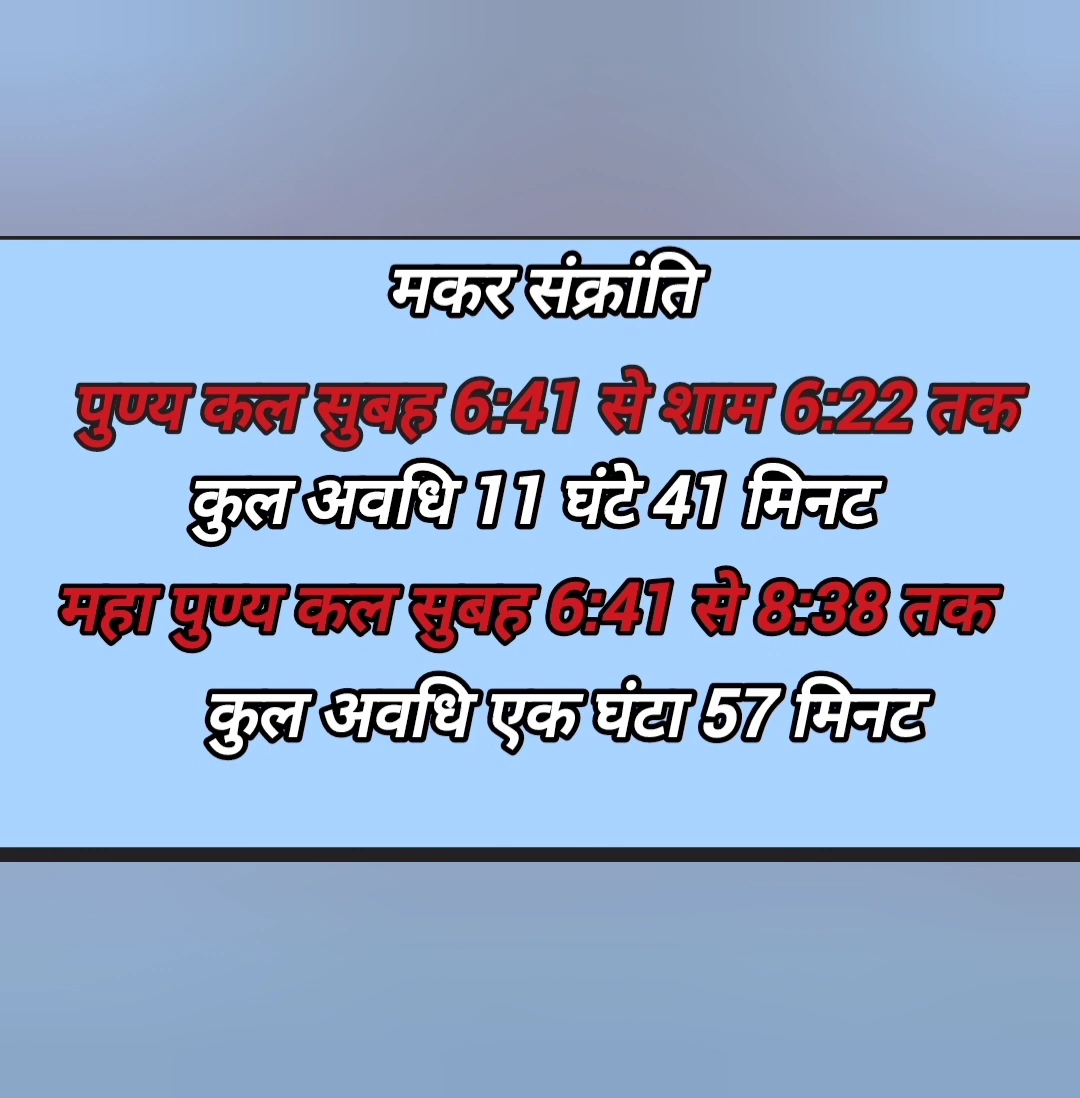 मकर संक्रांति
पुण्य कल सुबह 6:41 से शाम 6:22 तक
कुल अवधि 11 घंटे 41 मिनट
महा पुण्य कल सुबह 6:41 से 8:38 तक
कुल अवधि एक घंटा 57 मिनट